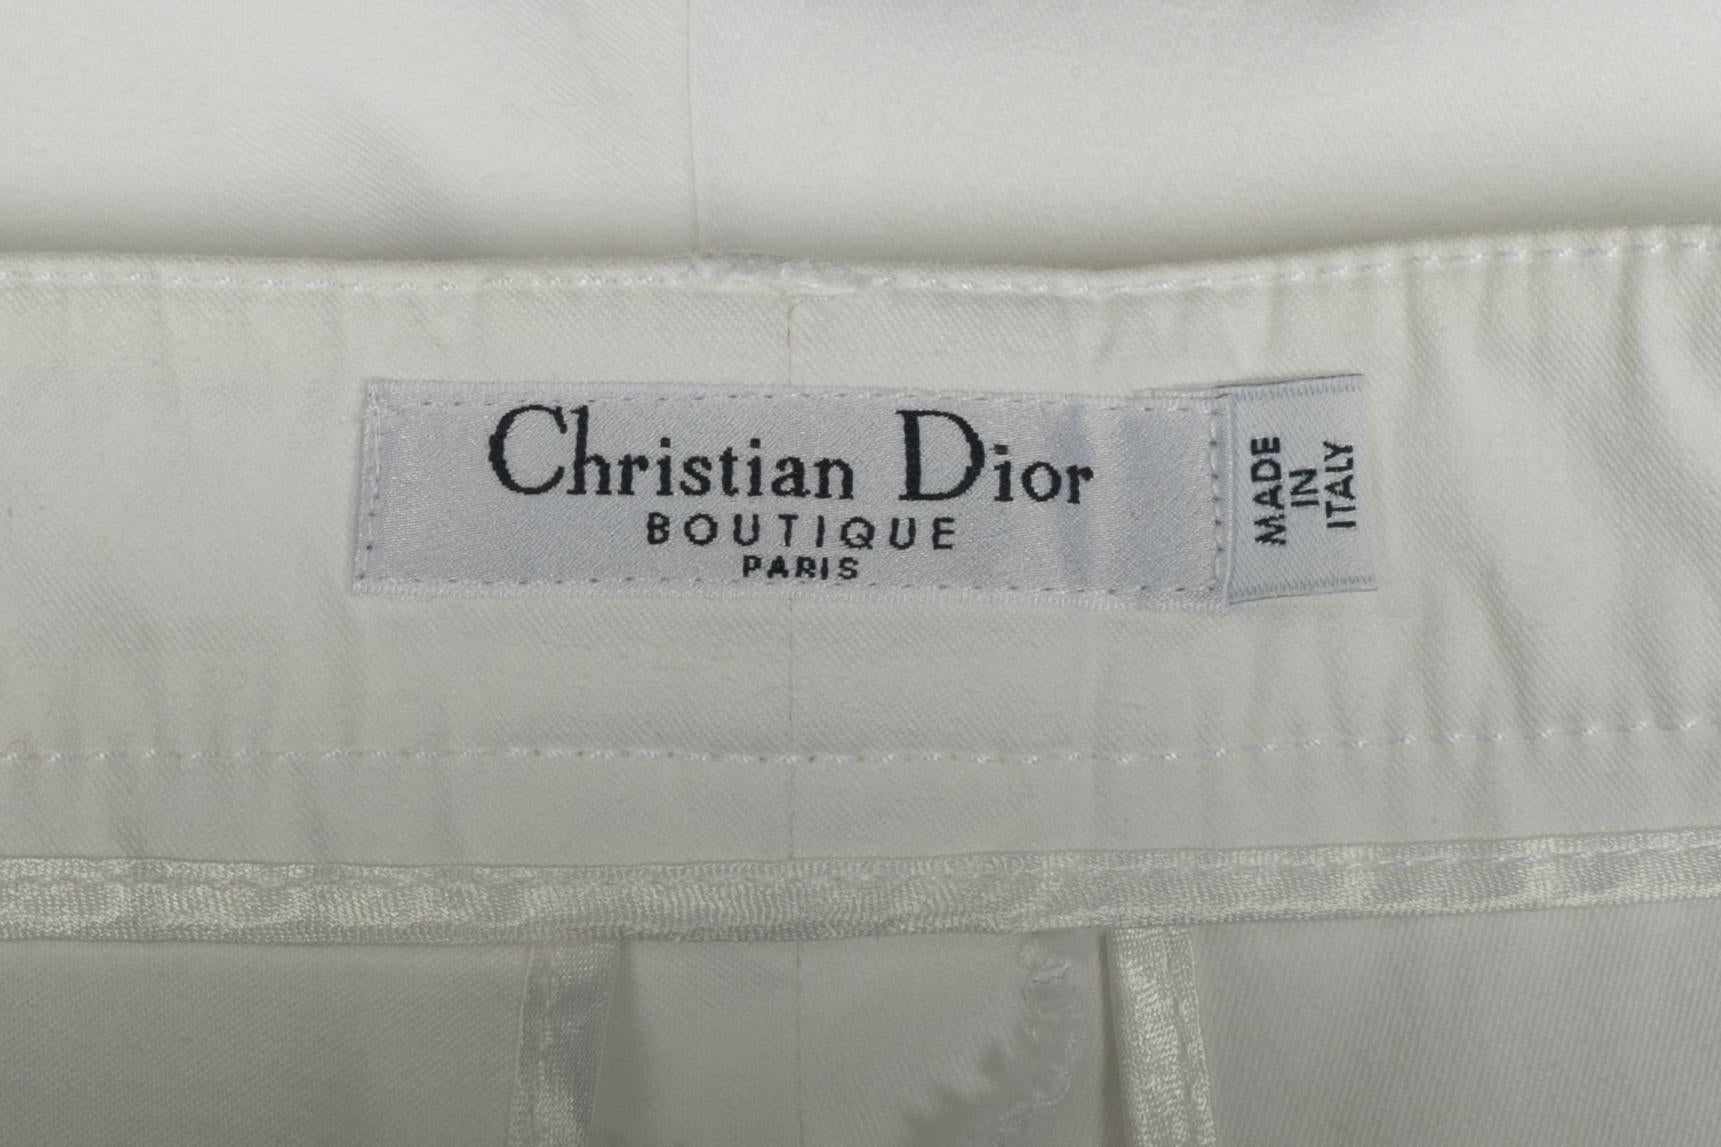 Christian Dior
BOUTIQUE
PARIS
MADE
IN
ITALY